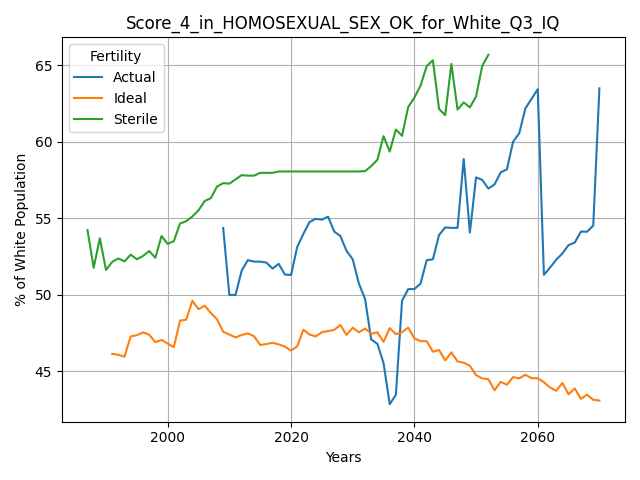 Score_4_in_HOMOSEXUAL_SEX_OK_for_White_Q3_IQ
Fertility
Actual
Ideal
Sterile
% of White Population
65
60
55
50
45
2000
2020
2040
2060
Years